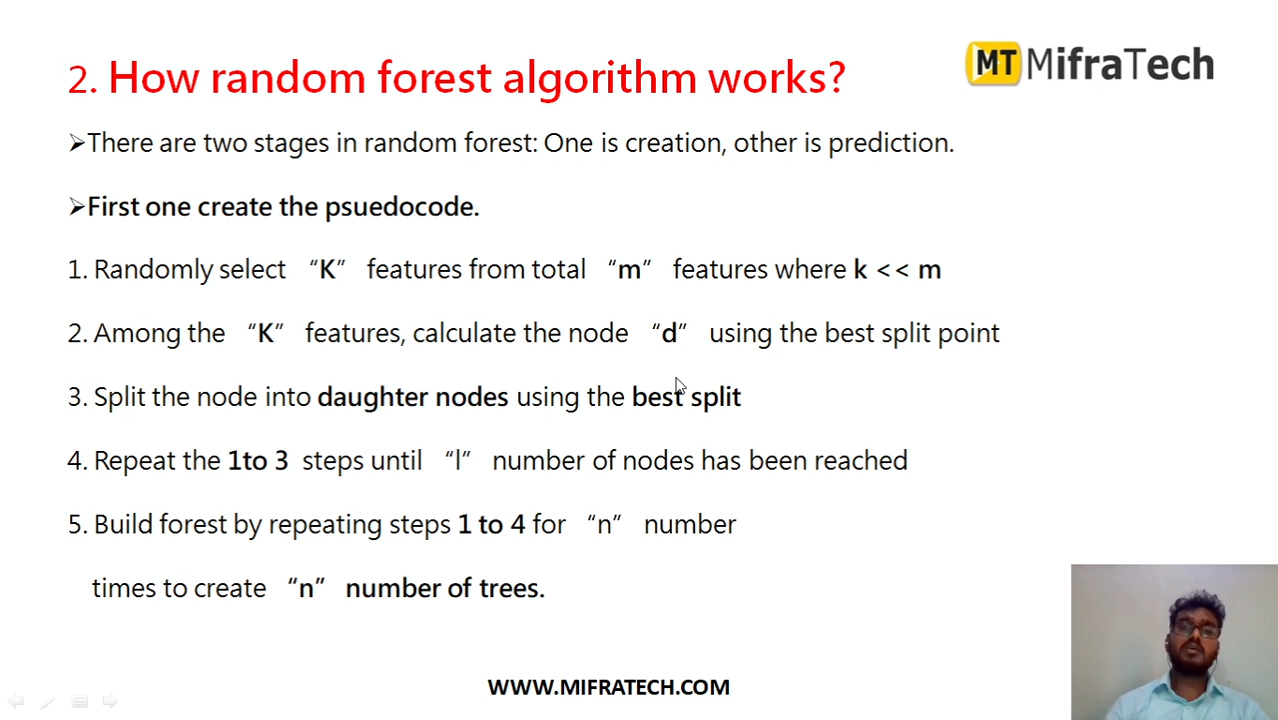 2. How random forest algorithm works?
MT MifraTech
➢There are two stages in random forest: One is creation, other is prediction.
➢First one create the psuedocode.
1. Randomly select “K” features from total “m” features where k << m
2. Among the “K” features, calculate the node “d” using the best split point
3. Split the node into daughter nodes using the best split
4. Repeat the 1to 3 steps until “l” number of nodes has been reached
5. Build forest by repeating steps 1 to 4 for “n” number
times to create “n” number of trees.
WWW.MIFRATECH.COM